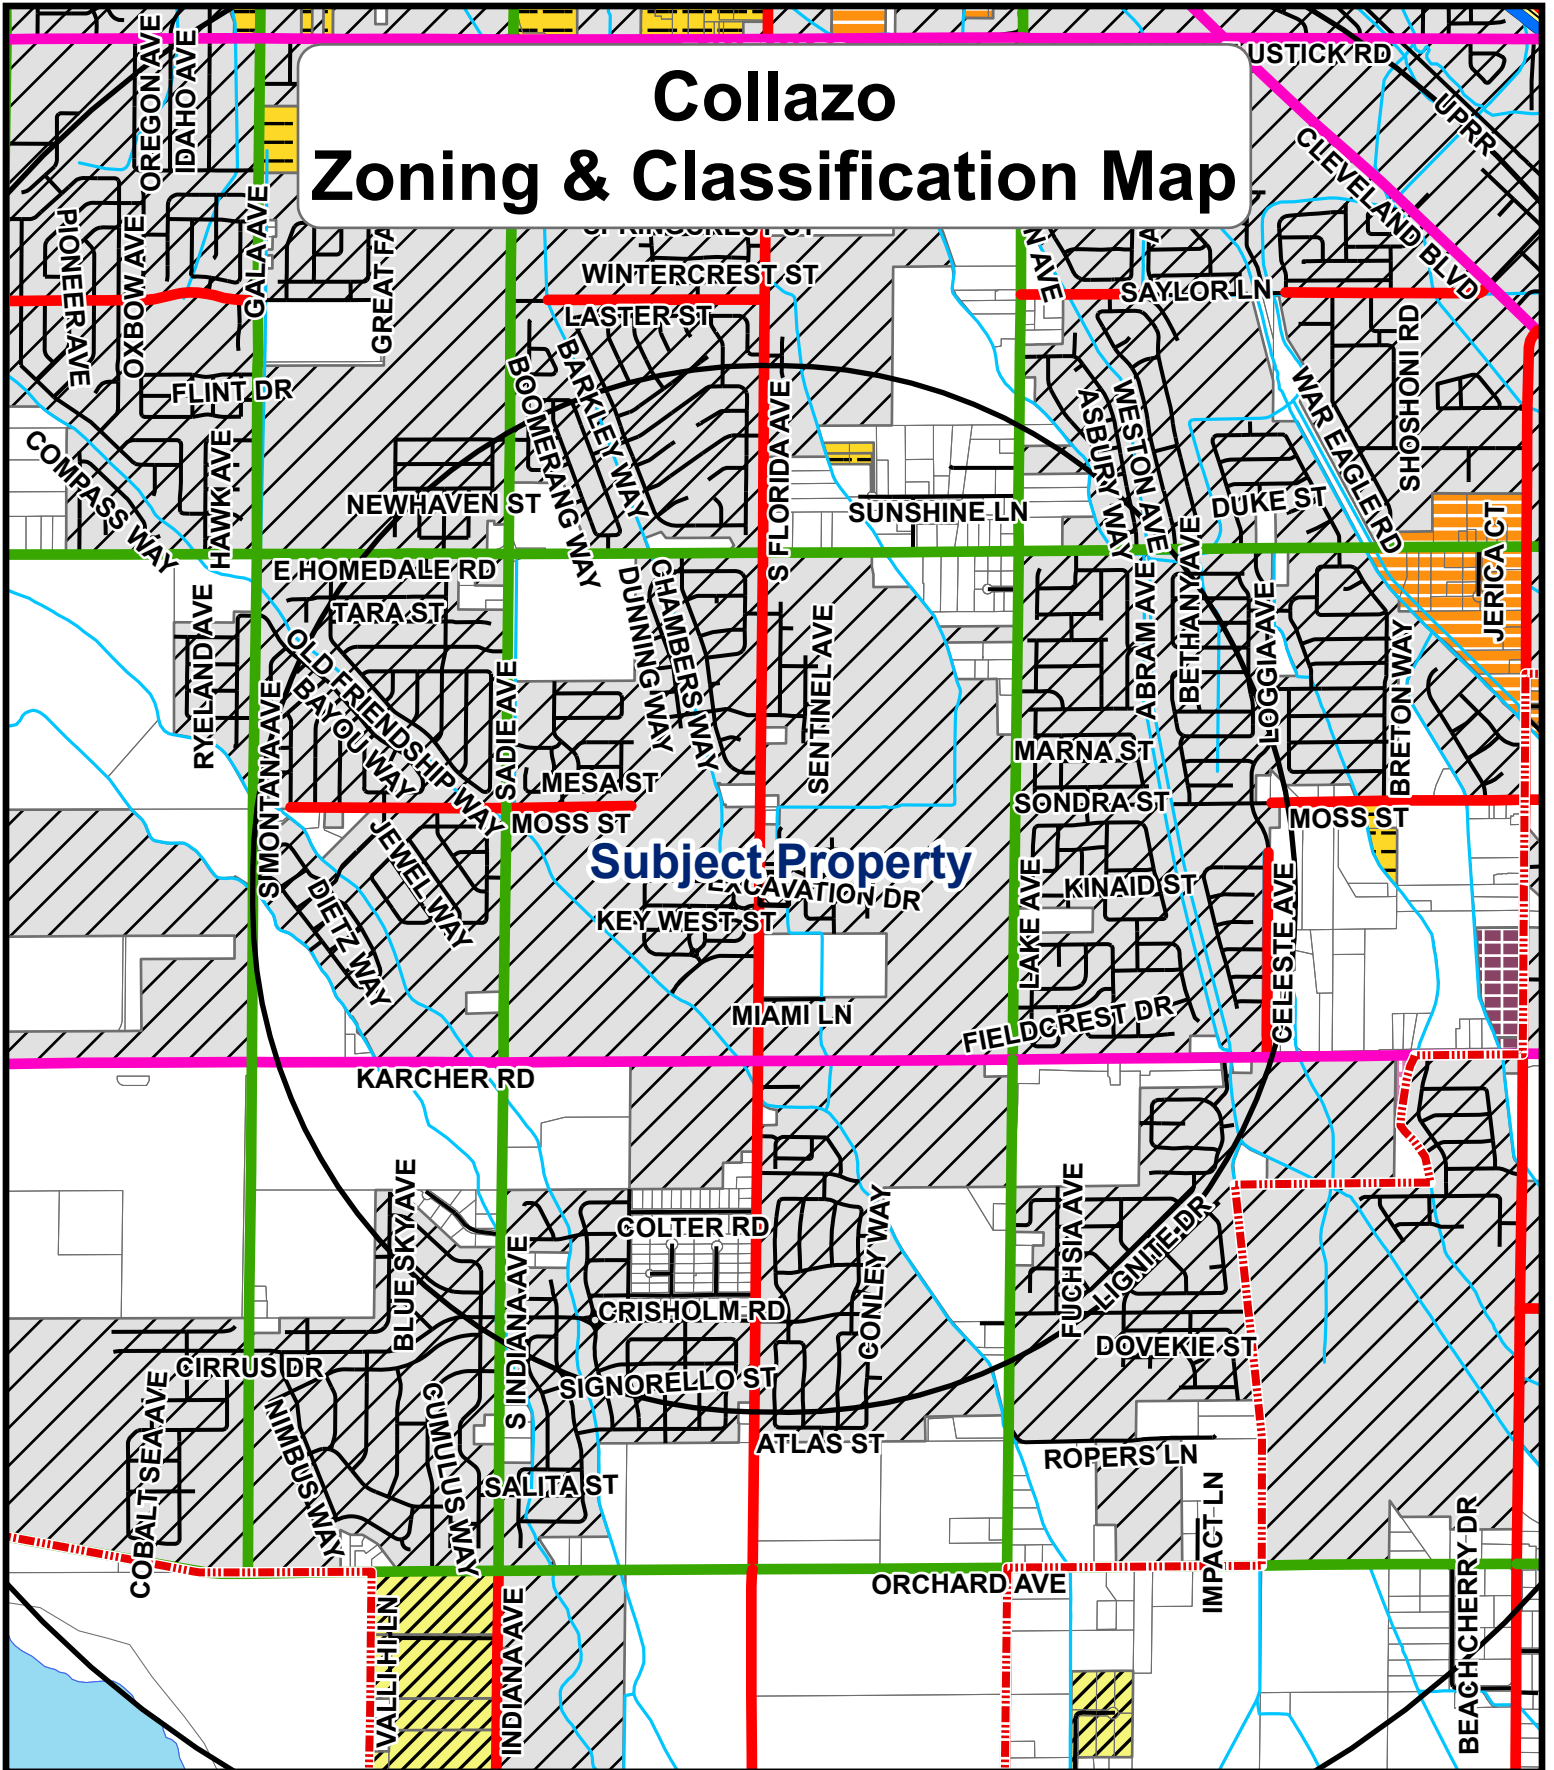 Collazo
Zoning & Classification Map
USTICK RD
UPRR
CLEVELAND BLVD
OREGON AVE
IDAHO AVE
PIONEER AVE
OXBOW AVE
GALA AVE
WINTERCREST ST
SAYLOR LN
LASTER ST
SHOSHONI RD
FLINT DR
BARKLEY WAY
BOOMERANG WAY
S FLORIDA AVE
ASBURY WAY
WESTON AVE
WAR EAGLE RD
COMPASS WAY
HAWK AVE
NEWHAVEN ST
SUNSHINE LN
DUKE ST
JERICA CT
E HOMEDALE RD
TARA ST
RYELAND AVE
OLD FRIENDSHIP WAY
BAYOU WAY
S MONTANA AVE
SADIE AVE
DUNNING WAY
CHAMBERS WAY
SENTINEL AVE
ABRAM AVE
BETHANY AVE
LOGGIA AVE
BRETON WAY
MARNA ST
MESA ST
SONDRA ST
MOSS ST
MOSS ST
JEWEL WAY
Subject Property
EXCAVATION DR
KINAID ST
KEY WEST ST
DIETZ WAY
LAKE AVE
CELESTE AVE
MIAMI LN
FIELDCREST DR
KARCHER RD
BLUE SKY AVE
COLTER RD
CONLEY WAY
FUCHSIA AVE
LIGNITE DR
S INDIANA AVE
CRISHOLM RD
DOVEKIE ST
CIRRUS DR
SIGNORELLO ST
COBALT SEA AVE
NIMBUS WAY
CUMULUS WAY
ATLAS ST
ROPERS LN
SALITA ST
IMPACT LN
BEACH CHERRY DR
ORCHARD AVE
VALLI HI LN
INDIANA AVE